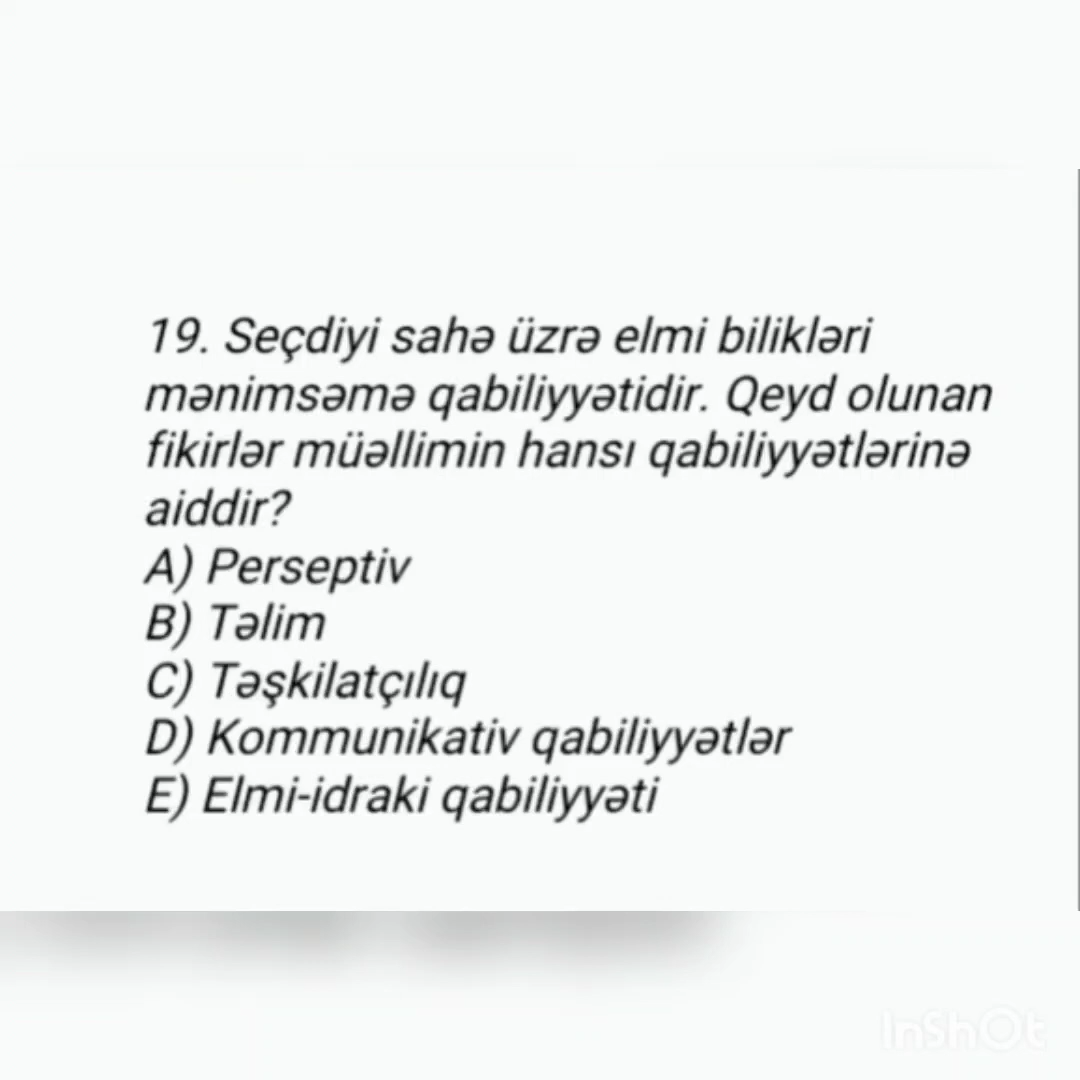 19. Seçdiyi sahə üzrə elmi bilikləri
mənimsəmə qabiliyyətidir. Qeyd olunan
fikirlər müəllimin hansı qabiliyyətlərinə
aiddir?
A) Perseptiv
B) Təlim
C) Təşkilatçılıq
D) Kommunikativ qabiliyyətlər
E) Elmi-idraki qabiliyyəti
InShOt